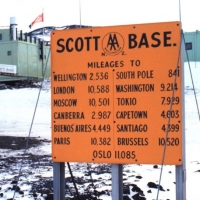 SCOTT BASE.
MILEAGES TO
WELLINGTON 2.536 SOUTH POLE 841
LONDON 10,588 WASHINGTON 9.214
MOSCOW 10,501 TOKIO 7.929
CANBERRA 2.987 CAPETOWN 4.603
BUENOS AIRES 4,449 SANTIAGO 4.399
PARIS 10.382 BRUSSELS 10.520
OSLO 11.085